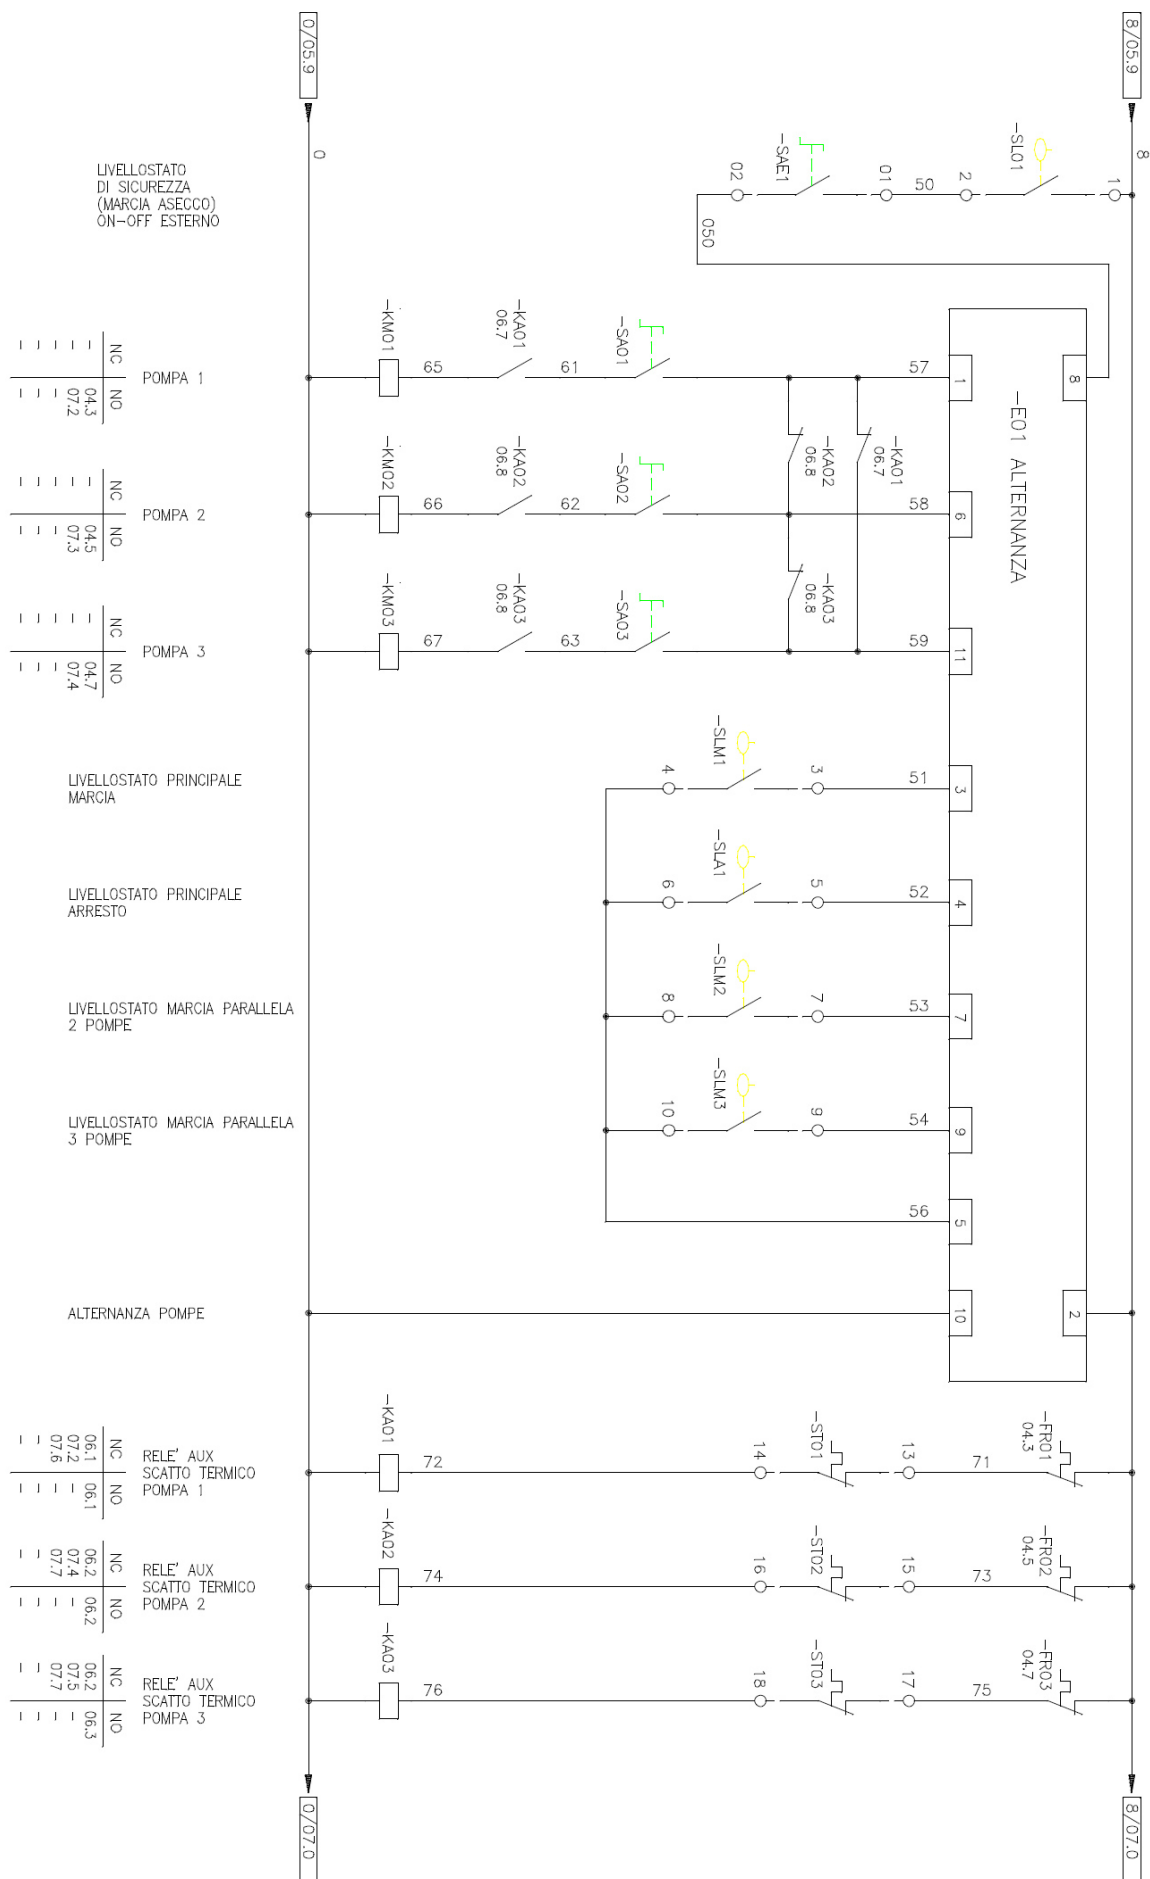 0/05.9
8/05.9
0
8
LIVELLOSTATO
DI SICUREZZA
(MARCIA ASECCO)
ON-OFF ESTERNO
02
-SAE1
01
50
2
-SL01
1
050
-KM01
65
-KA01
06.7
61
-SA01
57
1
8
-E01 ALTERNANZA
POMPA 1
NC
NO
- 04.3
- 07.2
- -
- -
- -
-KA02
06.8
-KA01
06.7
-KM02
66
-KA02
06.8
62
-SA02
58
6
POMPA 2
NC
NO
- 04.5
- 07.3
- -
- -
- -
-KA03
06.8
-KM03
67
-KA03
06.8
63
-SA03
59
11
POMPA 3
NC
NO
- 04.7
- 07.4
- -
- -
- -
LIVELLOSTATO PRINCIPALE
MARCIA
4
-SLM1
3
51
3
LIVELLOSTATO PRINCIPALE
ARRESTO
6
-SLA1
5
52
4
LIVELLOSTATO MARCIA PARALLELA
2 POMPE
8
-SLM2
7
53
7
LIVELLOSTATO MARCIA PARALLELA
3 POMPE
10
-SLM3
9
54
9
56
5
ALTERNANZA POMPE
10
2
RELE' AUX
SCATTO TERMICO
POMPA 1
NC
NO
06.1 06.1
07.2 -
07.6 -
- -
- -
-KA01
72
14
-ST01
13
71
-FR01
04.3
RELE' AUX
SCATTO TERMICO
POMPA 2
NC
NO
06.2 06.2
07.4 -
07.7 -
- -
- -
-KA02
74
16
-ST02
15
73
-FR02
04.5
RELE' AUX
SCATTO TERMICO
POMPA 3
NC
NO
06.2 06.3
07.5 -
07.7 -
- -
- -
-KA03
76
18
-ST03
17
75
-FR03
04.7
0/07.0
8/07.0